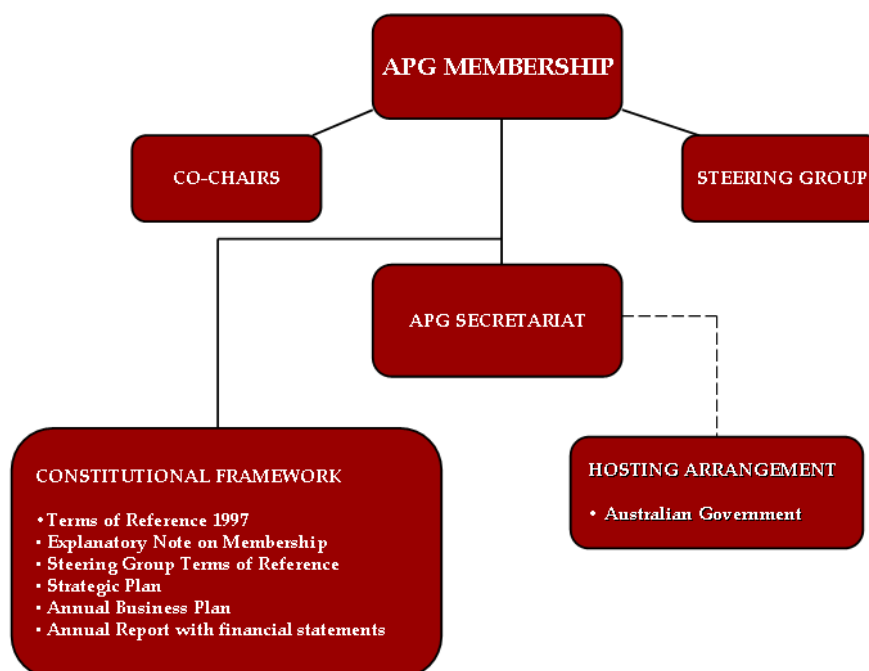 APG MEMBERSHIP
CO-CHAIRS
STEERING GROUP
APG SECRETARIAT
CONSTITUTIONAL FRAMEWORK
•Terms of Reference 1997
• Explanatory Note on Membership
• Steering Group Terms of Reference
• Strategic Plan
• Annual Business Plan
• Annual Report with financial statements
HOSTING ARRANGEMENT
• Australian Government